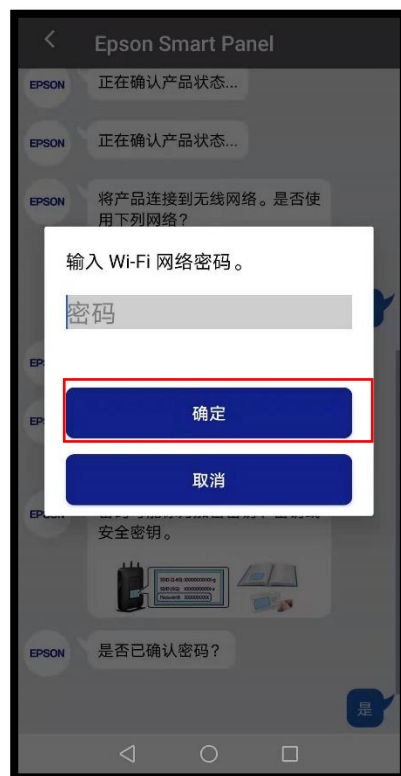 Epson Smart Panel
EPSON
正在确认产品状态...
EPSON
正在确认产品状态...
EPSON
将产品连接到无线网络。是否使
用下列网络?
输入 Wi-Fi 网络密码。
密码
确定
取消
安全密钥。
EPSON
是否已确认密码?
是